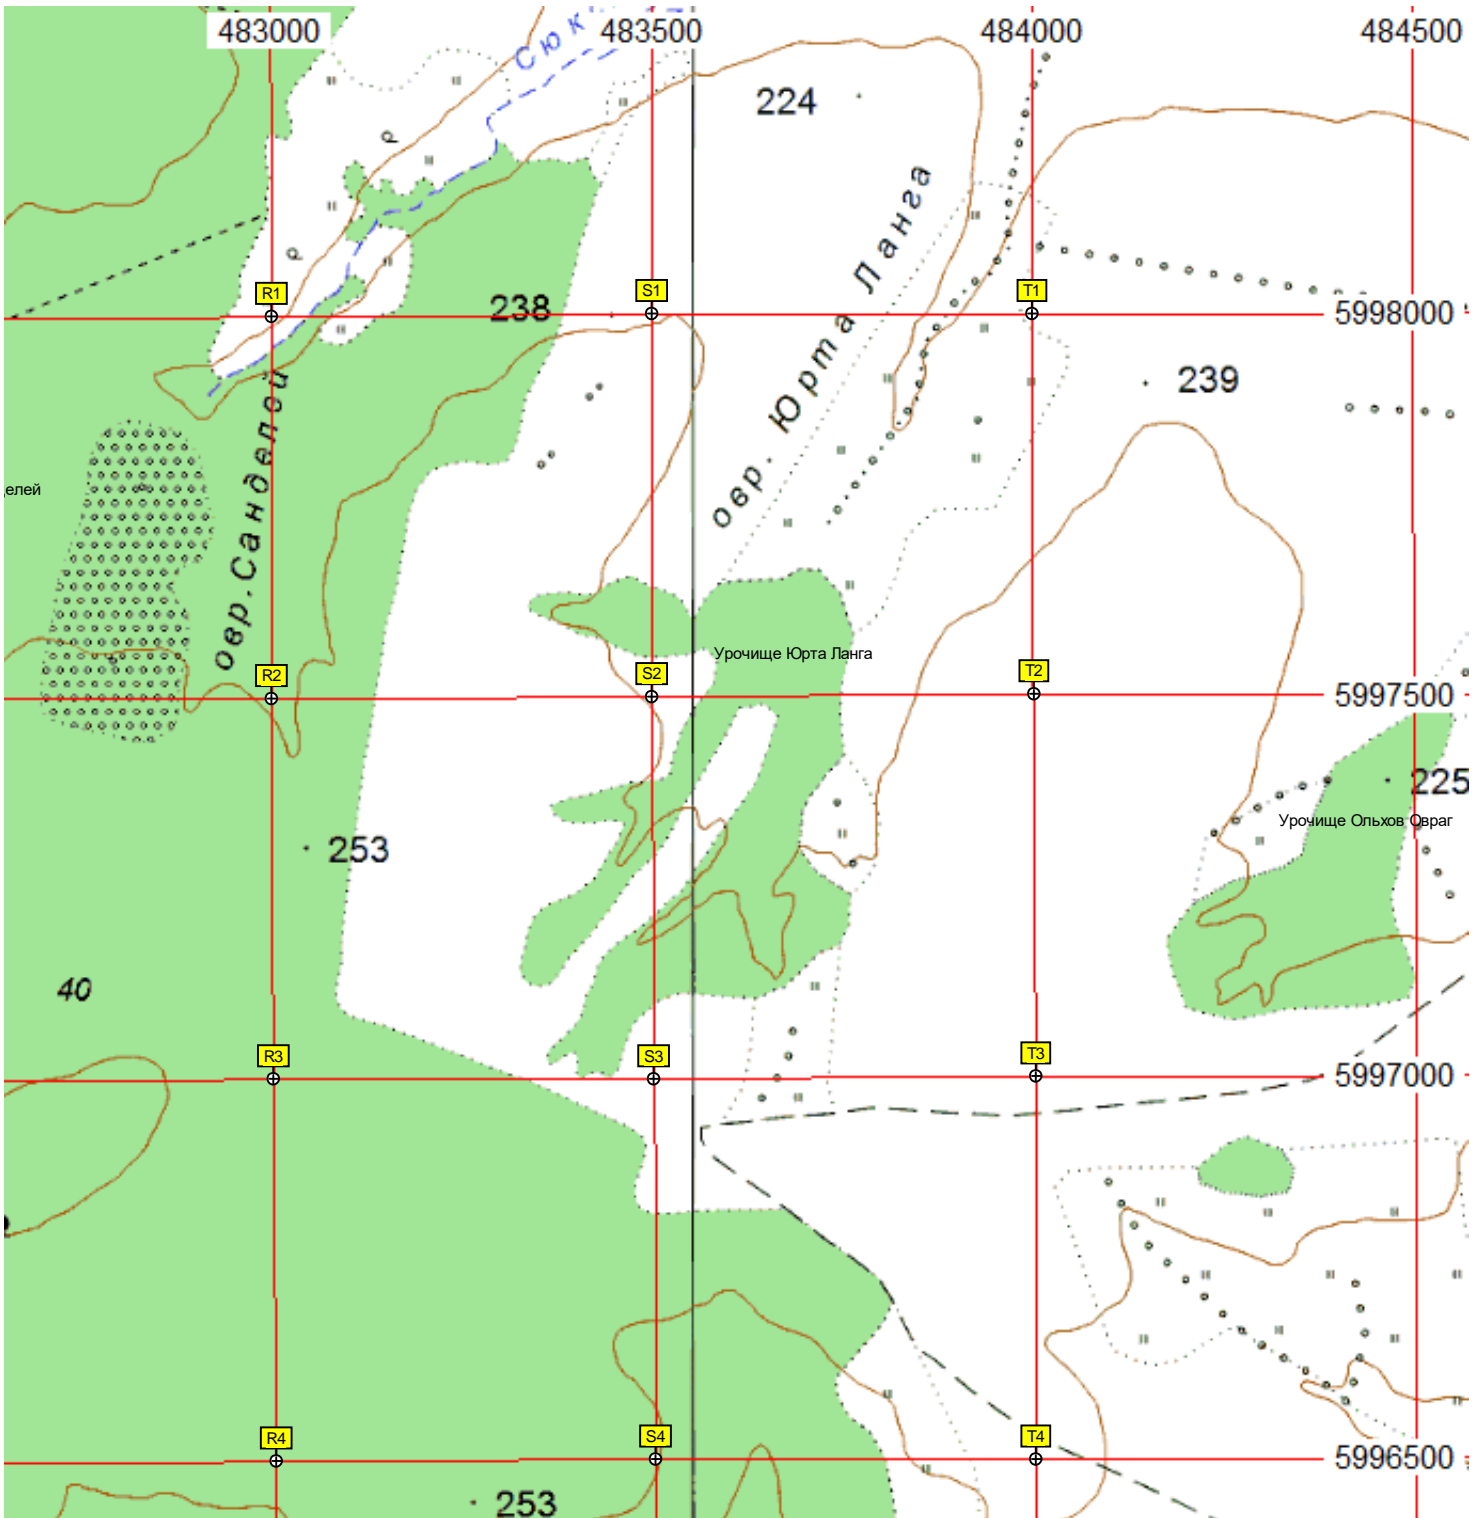 483000 483500 484000 484500
Сюк
224
р
овр. Юрта Ланга
р
R1 S1 T1
238
5998000
239
овр. Санделей
елей
Урочище Юрта Ланга
R2 S2 T2
5997500
225
Урочище Ольхов Овраг
253
40
R3 S3 T3
5997000
R4 S4 T4
5996500
253